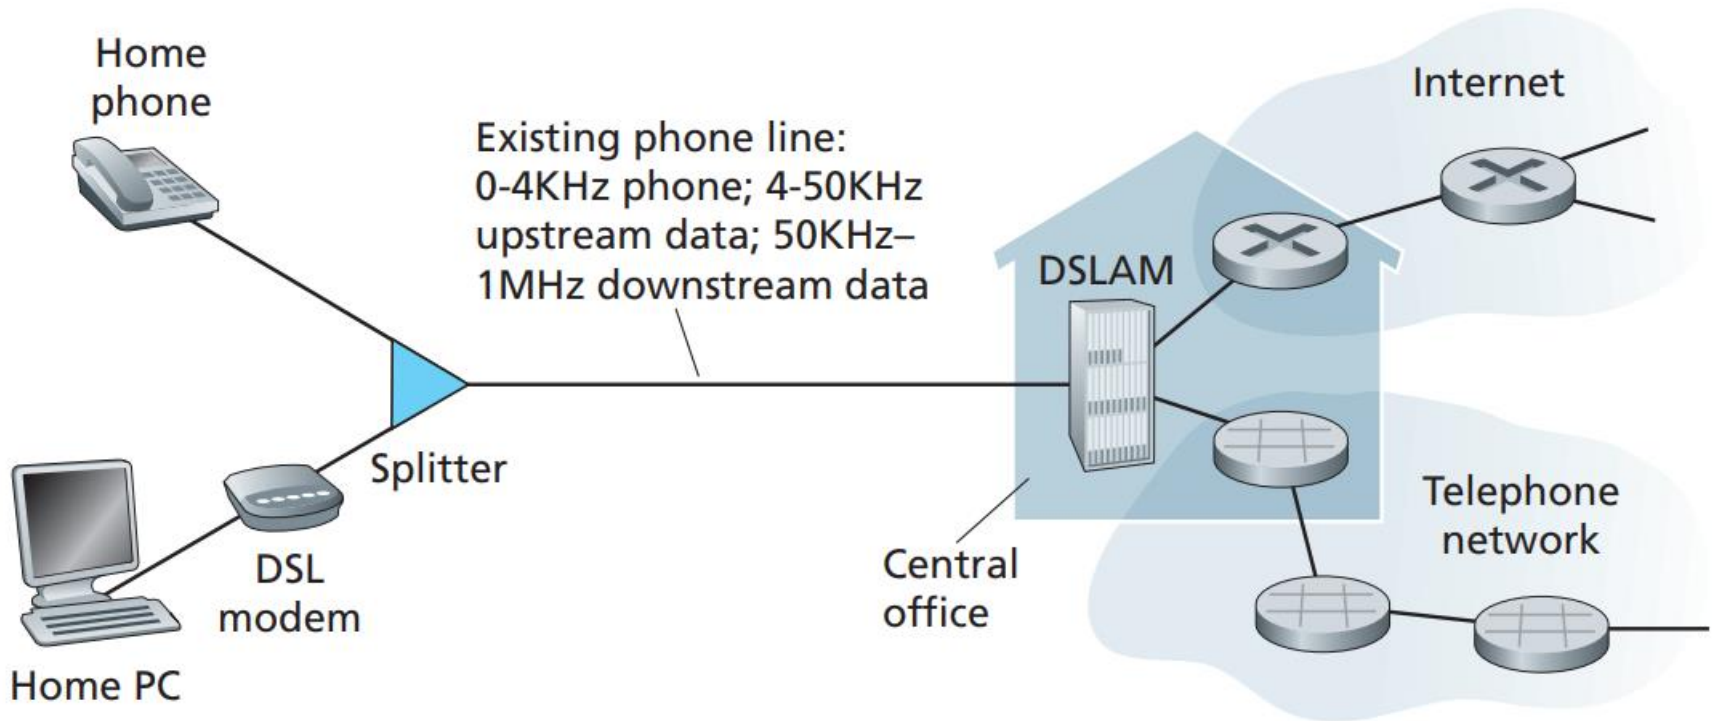 Home
phone
Existing phone line:
0-4KHz phone; 4-50KHz
upstream data; 50KHz–
1MHz downstream data
Internet
DSLAM
Splitter
DSL
modem
Home PC
Central
office
Telephone
network